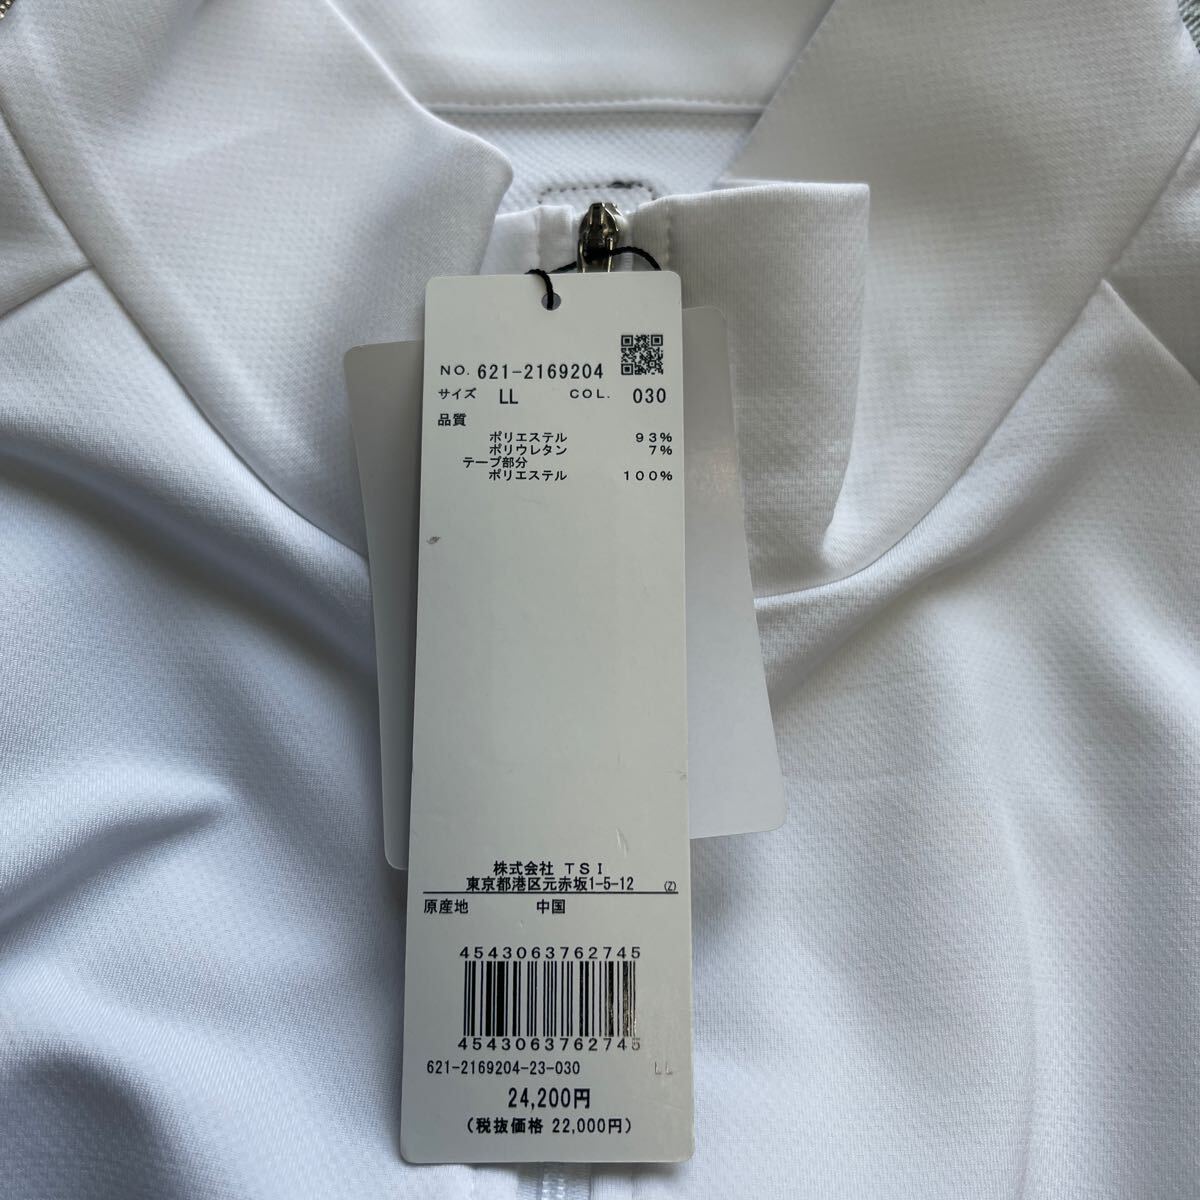 NO. 621-2169204
サイズ LL COL. 030
品質
ポリエステル 93%
ポリウレタン 7%
テープ部分
ポリエステル 100%
株式会社 TSI
東京都港区元赤坂1-5-12 (Z)
原産地 中国
4543063762745
4543063762745
621-2169204-23-030 LL
24,200円
(税抜価格 22,000円)